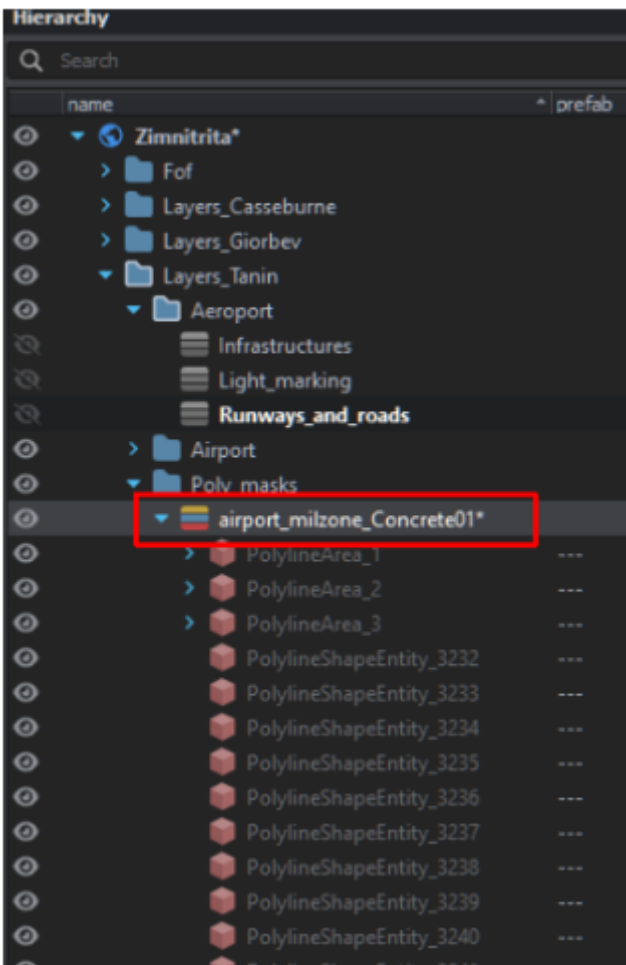 Hierarchy
Search
name prefab
Zimnitrita*
Fof
Layers_Casseburne
Layers_Giorbev
Layers_Tanin
Aeroport
Infrastructures
Light_marking
Runways_and_roads
Airport
Poly_masks
airport_milzone_Concrete01*
PolylineArea_1 ---
PolylineArea_2 ---
PolylineArea_3 ---
PolylineShapeEntity_3232 ---
PolylineShapeEntity_3233 ---
PolylineShapeEntity_3234 ---
PolylineShapeEntity_3235 ---
PolylineShapeEntity_3236 ---
PolylineShapeEntity_3237 ---
PolylineShapeEntity_3238 ---
PolylineShapeEntity_3239 ---
PolylineShapeEntity_3240 ---